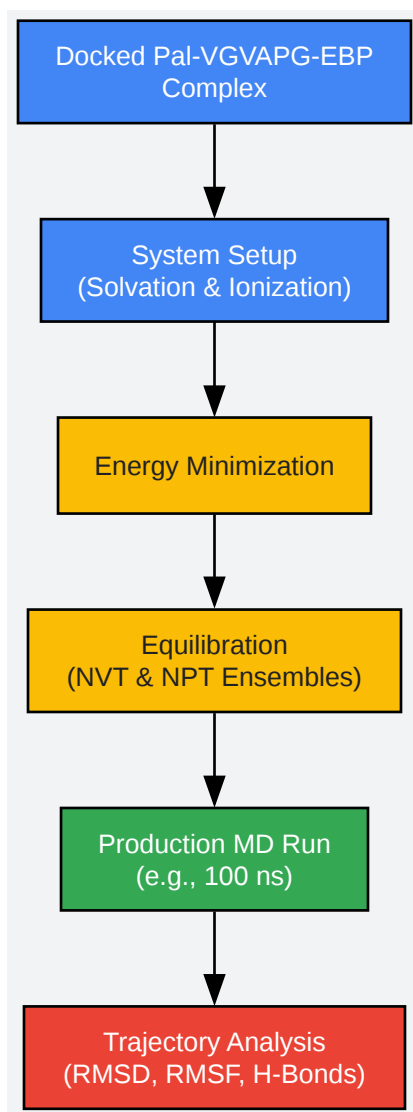 Docked Pal-VGVAPG-EBP
Complex
System Setup
(Solvation & Ionization)
Energy Minimization
Equilibration
(NVT & NPT Ensembles)
Production MD Run
(e.g., 100 ns)
Trajectory Analysis
(RMSD, RMSF, H-Bonds)